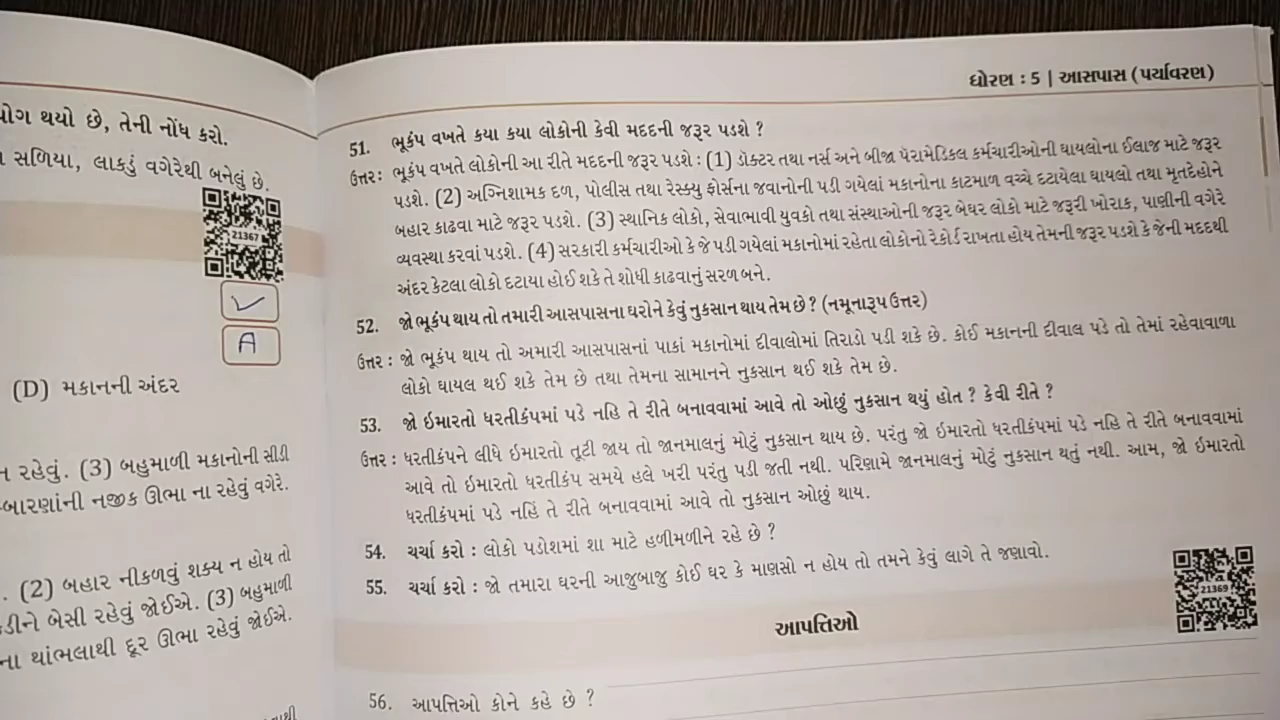 યોગ થયો છે, તેની નોંધ કરો.
સળિયા, લાકડું વગેરેથી બનેલું છે.
21367
A
(D) મકાનની અંદર
રહેવું. (3) બહુમાળી મકાનોની સીડી
બારણાંની નજીક ઊભા ના રહેવું વગેરે.
. (2) બહાર નીકળવું શક્ય ન હોય તો
બેસી રહેવું જોઈએ. (3) બહુમાળી
ના થાંભલાથી દૂર ઊભા રહેવું જોઈએ.
ધોરણ : 5 | આસપાસ (પર્યાવરણ)
51. ભૂકંપ વખતે કયા કયા લોકોની કેવી મદદની જરૂર પડશે ?
ઉત્તર : ભૂકંપ વખતે લોકોની આ રીતે મદદની જરૂર પડશે : (1) ડૉક્ટર તથા નર્સ અને બીજા પૅરામેડિકલ કર્મચારીઓની ઘાયલોના ઈલાજ માટે જરૂર
પડશે. (2) અગ્નિશામક દળ, પોલીસ તથા રેસ્ક્યુ ફોર્સના જવાનોની પડી ગયેલાં મકાનોના કાટમાળ વચ્ચે દટાયેલા ઘાયલો તથા મૃતદેહોને
બહાર કાઢવા માટે જરૂર પડશે. (3) સ્થાનિક લોકો, સેવાભાવી યુવકો તથા સંસ્થાઓની જરૂર બેઘર લોકો માટે જરૂરી ખોરાક, પાણીની વગેરે
વ્યવસ્થા કરવાં પડશે. (4) સરકારી કર્મચારીઓ કે જે પડી ગયેલાં મકાનોમાં રહેતા લોકોનો રેકોર્ડ રાખતા હોય તેમની જરૂર પડશે કે જેની મદદથી
અંદર કેટલા લોકો દટાયા હોઈ શકે તે શોધી કાઢવાનું સરળ બને.
52. જો ભૂકંપ થાય તો તમારી આસપાસના ઘરોને કેવું નુકસાન થાય તેમ છે? (નમૂનારૂપ ઉત્તર)
ઉત્તર : જો ભૂકંપ થાય તો અમારી આસપાસનાં પાકાં મકાનોમાં દીવાલોમાં તિરાડો પડી શકે છે. કોઈ મકાનની દીવાલ પડે તો તેમાં રહેવાવાળા
લોકો ઘાયલ થઈ શકે તેમ છે તથા તેમના સામાનને નુકસાન થઈ શકે તેમ છે.
53. જો ઇમારતો ધરતીકંપમાં પડે નહિ તે રીતે બનાવવામાં આવે તો ઓછું નુકસાન થયું હોત ? કેવી રીતે ?
ઉત્તર : ધરતીકંપને લીધે ઇમારતો તૂટી જાય તો જાનમાલનું મોટું નુકસાન થાય છે. પરંતુ જો ઇમારતો ધરતીકંપમાં પડે નહિ તે રીતે બનાવવામાં
આવે તો ઇમારતો ધરતીકંપ સમયે હલે ખરી પરંતુ પડી જતી નથી. પરિણામે જાનમાલનું મોટું નુકસાન થતું નથી. આમ, જો ઇમારતો
ધરતીકંપમાં પડે નહિં તે રીતે બનાવવામાં આવે તો નુકસાન ઓછું થાય.
54. ચર્ચા કરો : લોકો પડોશમાં શા માટે હળીમળીને રહે છે ?
55. ચર્ચા કરો : જો તમારા ઘરની આજુબાજુ કોઈ ઘર કે માણસો ન હોય તો તમને કેવું લાગે તે જણાવો.
21369
આપત્તિઓ
56. આપત્તિઓ કોને કહે છે ?